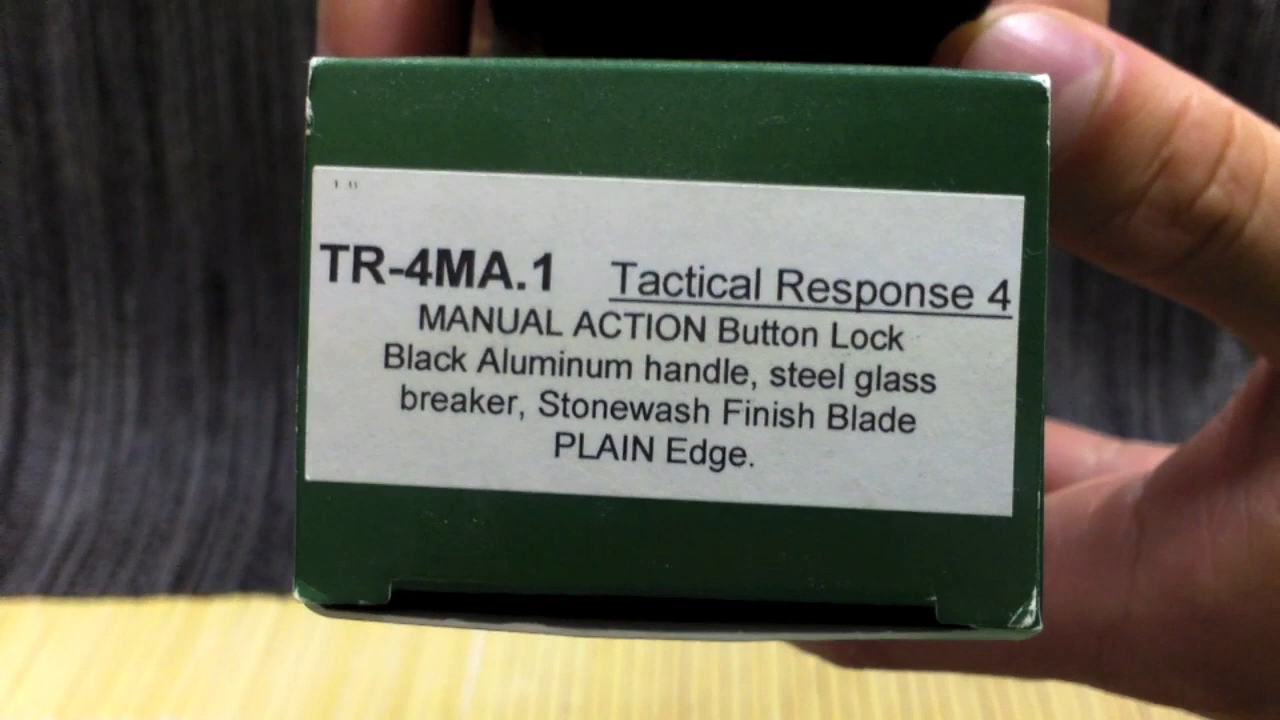 TR-4MA.1 Tactical Response 4
MANUAL ACTION Button Lock
Black Aluminum handle, steel glass
breaker, Stonewash Finish Blade
PLAIN Edge.